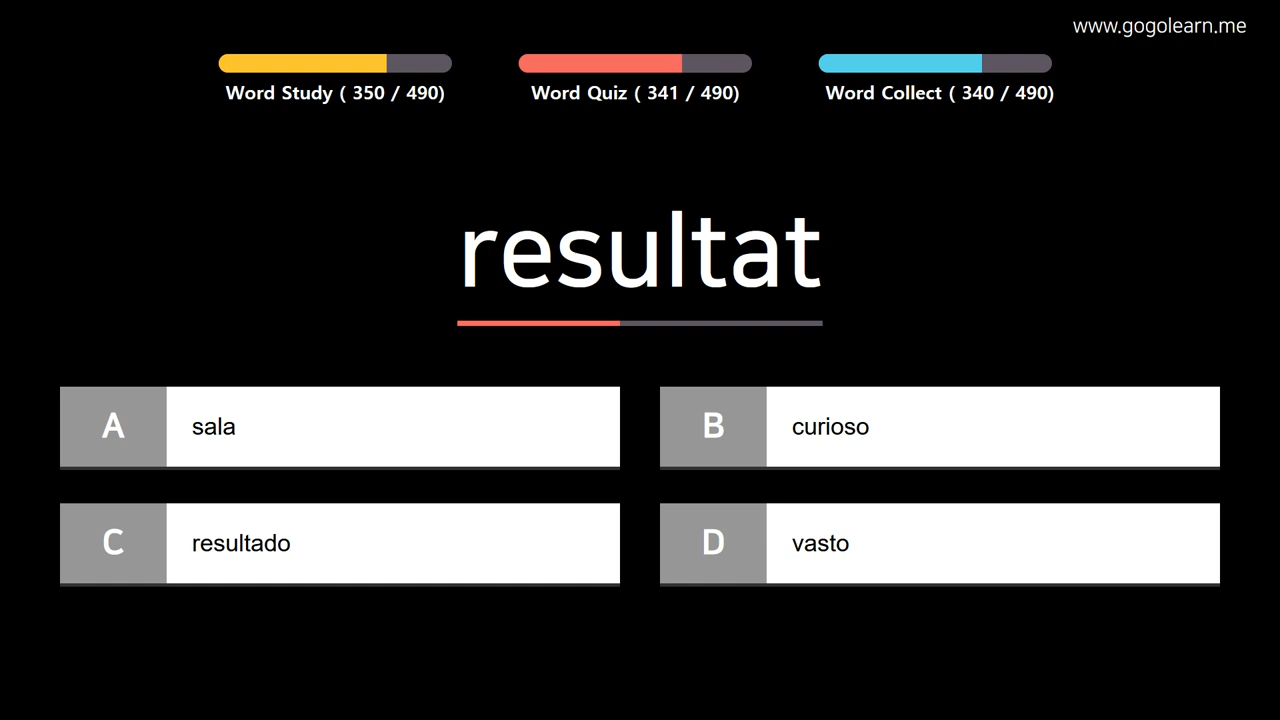 www.gogolearn.me
Word Study ( 350 / 490)
Word Quiz ( 341 / 490)
Word Collect ( 340 / 490)
resultat
A sala
B curioso
C resultado
D vasto